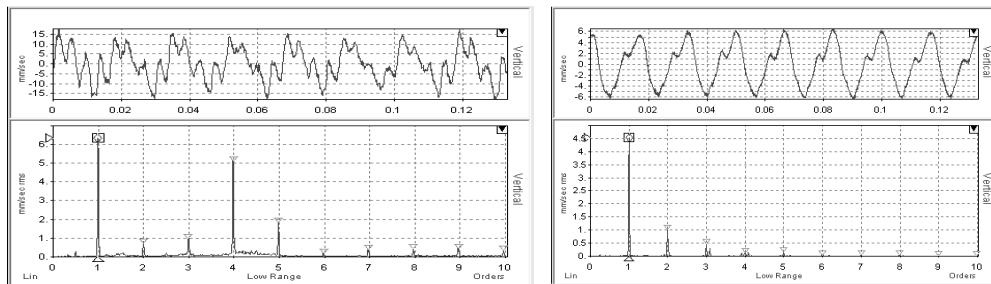 15.
10.
5.
0
-5.
-10.
-15.
mm/sec
Vertical
0 0.02 0.04 0.06 0.08 0.1 0.12
6.
5.
4.
3.
2.
1.
0
mm/sec rms
Vertical
0 1 2 3 4 5 6 7 8 9 10
Lin Low Range Orders
6.
4.
2.
0
-2.
-4.
-6.
mm/sec
Vertical
0 0.02 0.04 0.06 0.08 0.1 0.12
4.5
4.
3.5
3.
2.5
2.
1.5
1.
0.5
0
mm/sec rms
Vertical
0 1 2 3 4 5 6 7 8 9 10
Lin Low Range Orders